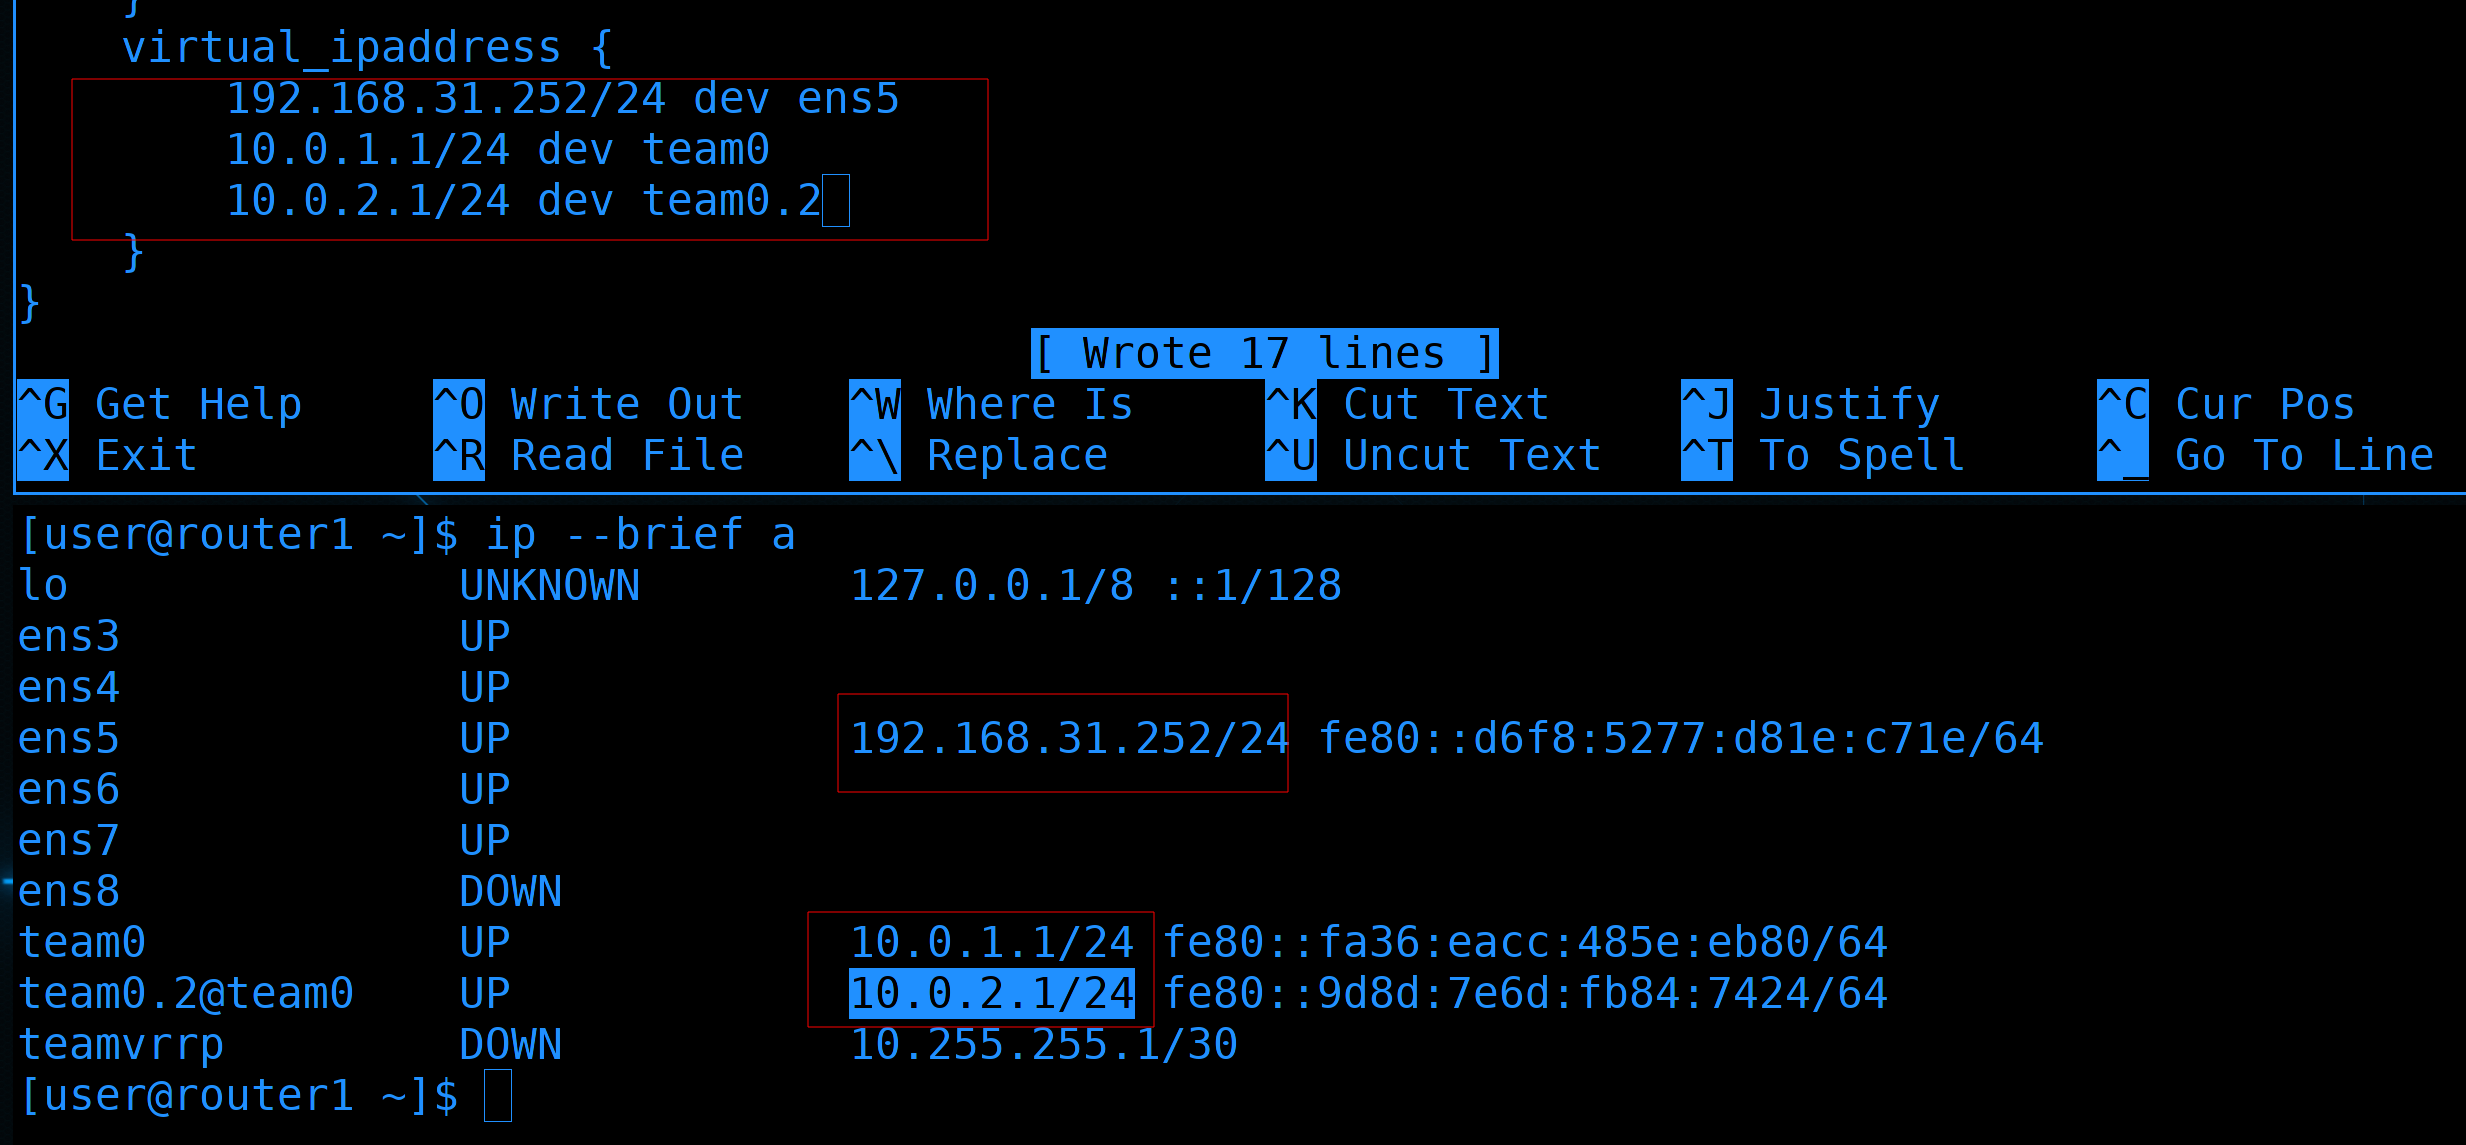 }
virtual_ipaddress {
192.168.31.252/24 dev ens5
10.0.1.1/24 dev team0
10.0.2.1/24 dev team0.2
}
}
[ Wrote 17 lines ]
^G Get Help ^O Write Out ^W Where Is ^K Cut Text ^J Justify ^C Cur Pos
^X Exit ^R Read File ^\ Replace ^U Uncut Text ^T To Spell ^_ Go To Line
[user@router1 ~]$ ip --brief a
lo UNKNOWN 127.0.0.1/8 ::1/128
ens3 UP
ens4 UP
ens5 UP 192.168.31.252/24 fe80::d6f8:5277:d81e:c71e/64
ens6 UP
ens7 UP
ens8 DOWN
team0 UP 10.0.1.1/24 fe80::fa36:eacc:485e:eb80/64
team0.2@team0 UP 10.0.2.1/24 fe80::9d8d:7e6d:fb84:7424/64
teamvrrp DOWN 10.255.255.1/30
[user@router1 ~]$